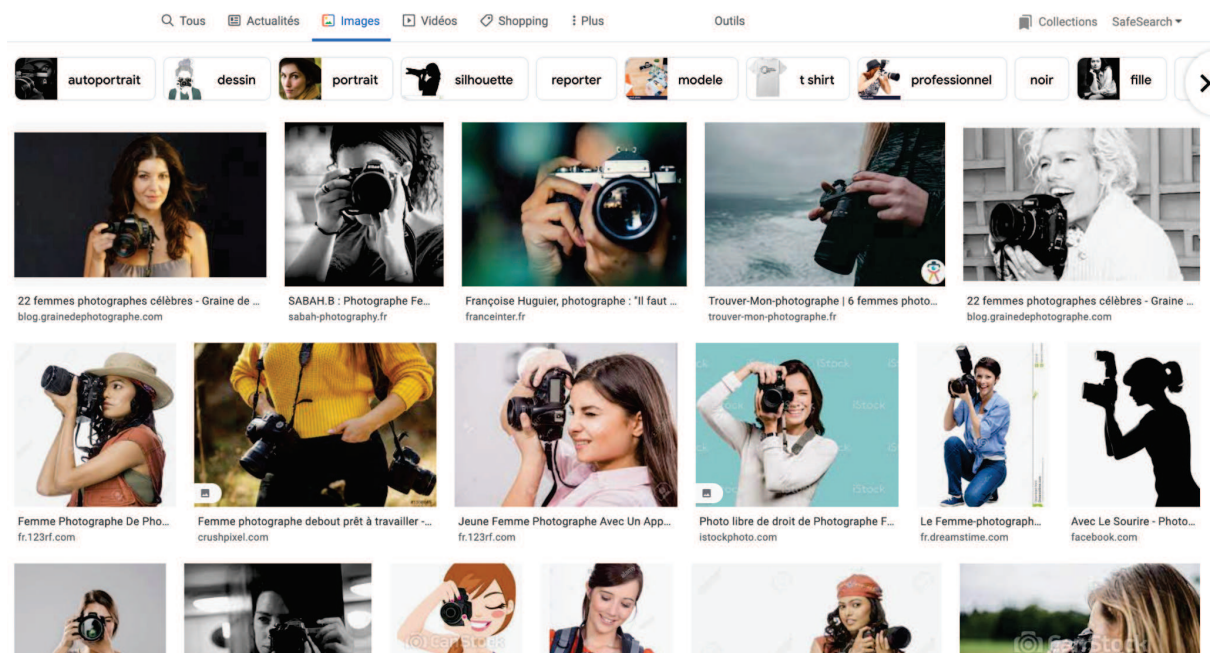 Tous
Actualités
Images
Vidéos
Shopping
Plus
Outils
Collections
SafeSearch
autoportrait
dessin
portrait
silhouette
reporter
modele
t shirt
professionnel
noir
fille
22 femmes photographes célèbres - Graine de ...
blog.grainedephotographe.com
SABAH.B : Photographe Fe...
sabah-photography.fr
Françoise Huguier, photographe : "Il faut ...
franceinter.fr
Trouver-Mon-photographe | 6 femmes photo...
trouver-mon-photographe.fr
22 femmes photographes célèbres - Graine ...
blog.grainedephotographe.com
iStock
iStock
iStock
Femme Photographe De Pho...
fr.123rf.com
Femme photographe debout prêt à travailler -...
crushpixel.com
Jeune Femme Photographe Avec Un App...
fr.123rf.com
Photo libre de droit de Photographe F...
istockphoto.com
Le Femme-photograph...
fr.dreamstime.com
Avec Le Sourire - Photo...
facebook.com
CanStock
CanStock